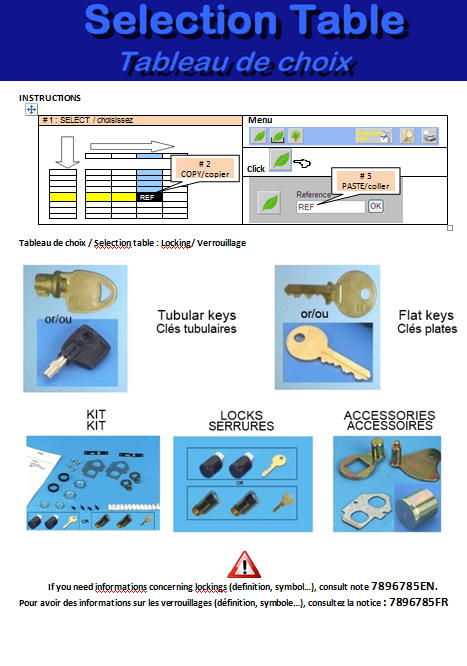 Selection Table
Tableau de choix
INSTRUCTIONS
# 1 : SELECT / choisissez
Menu
# 2
COPY/copier
REF
Click
# 3
PASTE/coller
Reference
REF
OK
Tableau de choix / Selection table : Locking/ Verrouillage
or/ou
Tubular keys
Clés tubulaires
or/ou
Flat keys
Clés plates
KIT
KIT
LOCKS
SERRURES
ACCESSORIES
ACCESSOIRES
OR
OR
If you need informations concerning lockings (definition, symbol...), consult note 7896785EN.
Pour avoir des informations sur les verrouillages (définition, symbole...), consultez la notice : 7896785FR